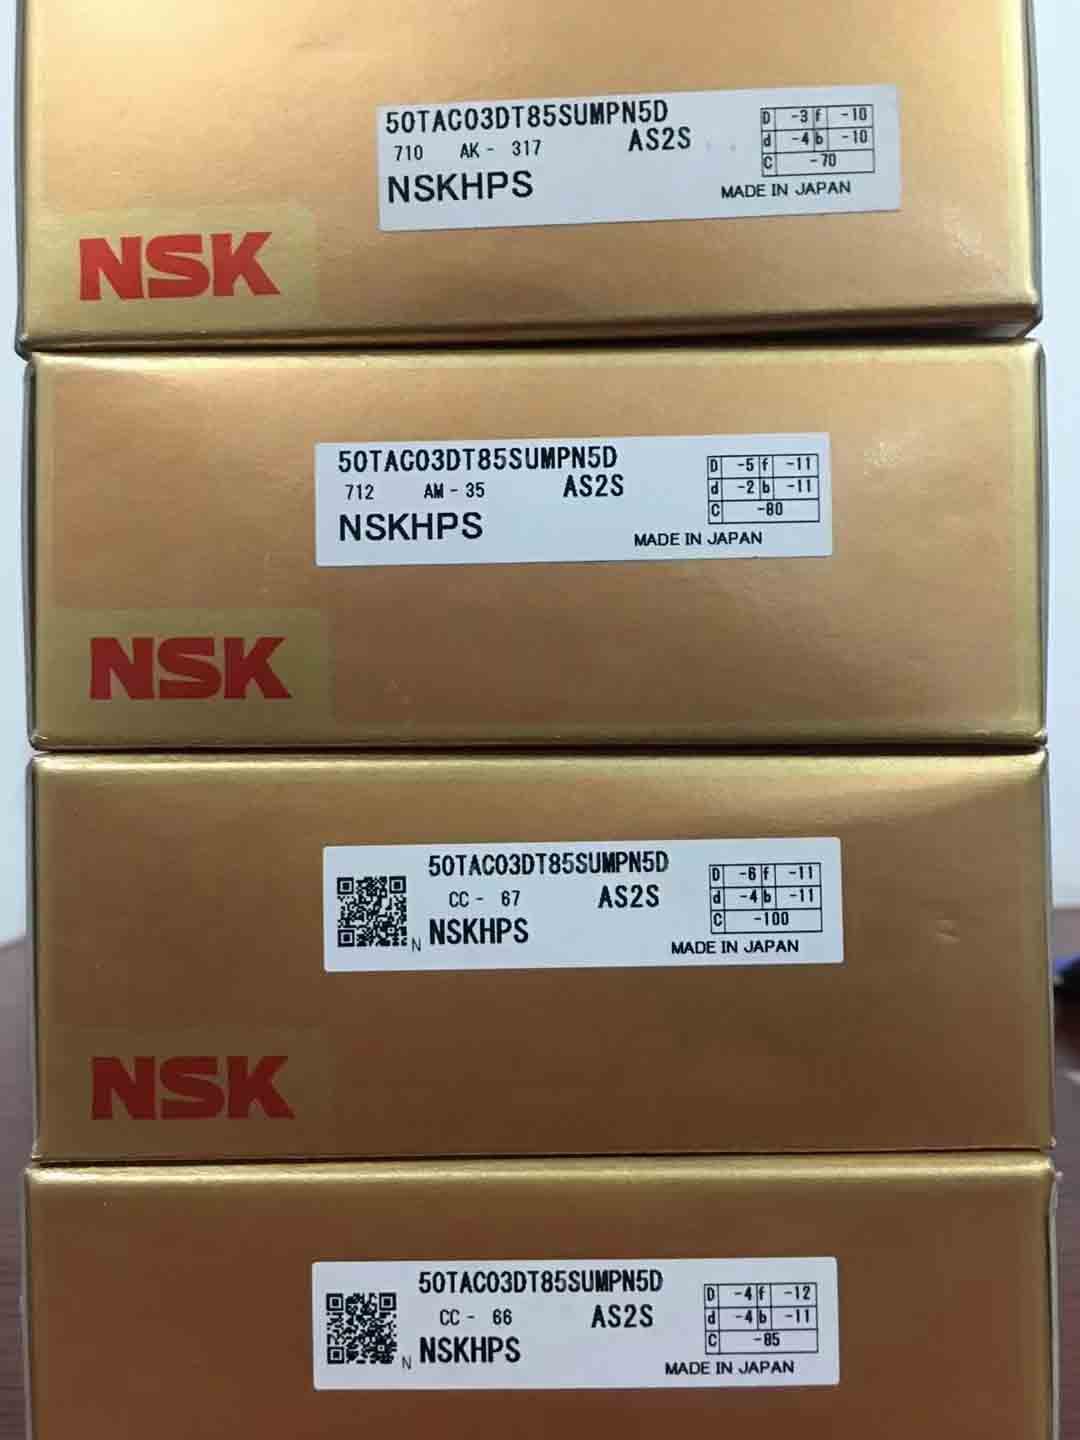 50TAC03DT85SUMPN5D
710 AK - 317 AS2S
NSKHPS
D -3 f -10
d -4 b -10
C -70
MADE IN JAPAN
NSK
50TAC03DT85SUMPN5D
712 AM - 35 AS2S
NSKHPS
D -5 f -11
d -2 b -11
C -80
MADE IN JAPAN
NSK
50TAC03DT85SUMPN5D
CC - 67 AS2S
N NSKHPS
D -6 f -11
d -4 b -11
C -100
MADE IN JAPAN
NSK
50TAC03DT85SUMPN5D
CC - 66 AS2S
N NSKHPS
D -4 f -12
d -4 b -11
C -85
MADE IN JAPAN